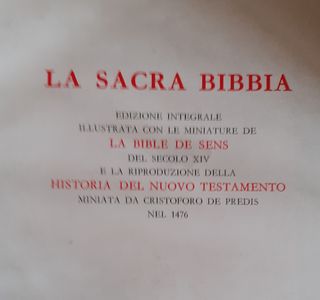 LA SACRA BIBBIA
EDIZIONE INTEGRALE
ILLUSTRATA CON LE MINIATURE DE
LA BIBLE DE SENS
DEL SECOLO XIV
E LA RIPRODUZIONE DELLA
HISTORIA DEL NUOVO TESTAMENTO
MINIATA DA CRISTOFORO DE PREDIS
NEL 1476